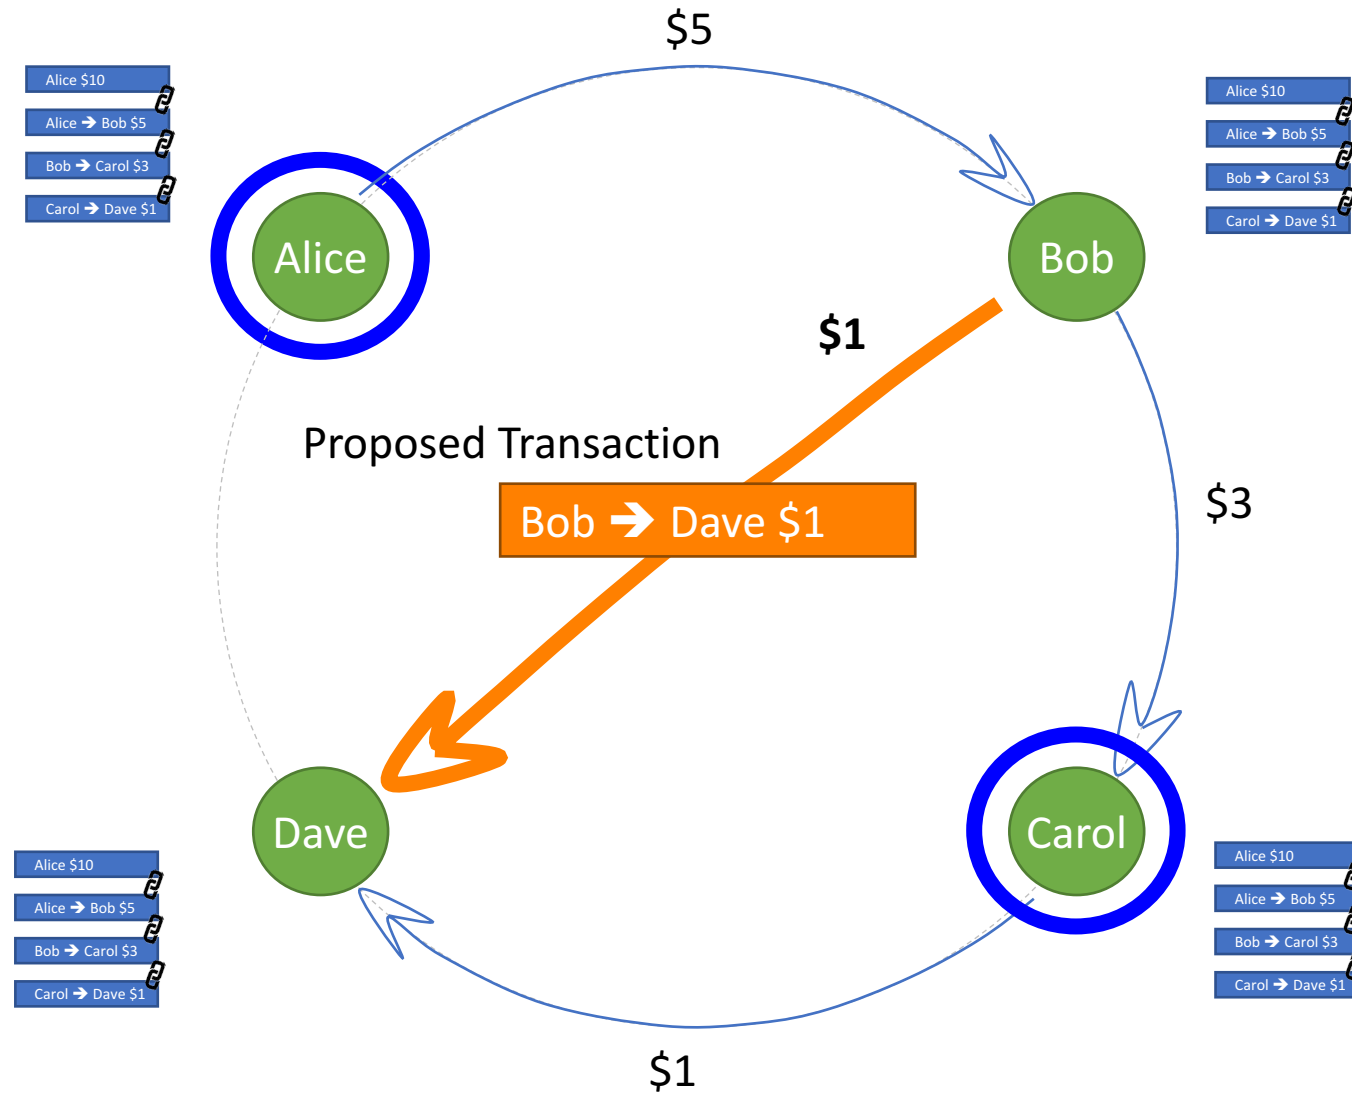 $5
Alice $10
Alice ➔ Bob $5
Bob ➔ Carol $3
Carol ➔ Dave $1
Alice $10
Alice ➔ Bob $5
Bob ➔ Carol $3
Carol ➔ Dave $1
Alice
Bob
$1
Proposed Transaction
Bob ➔ Dave $1
$3
Dave
Carol
Alice $10
Alice ➔ Bob $5
Bob ➔ Carol $3
Carol ➔ Dave $1
Alice $10
Alice ➔ Bob $5
Bob ➔ Carol $3
Carol ➔ Dave $1
$1